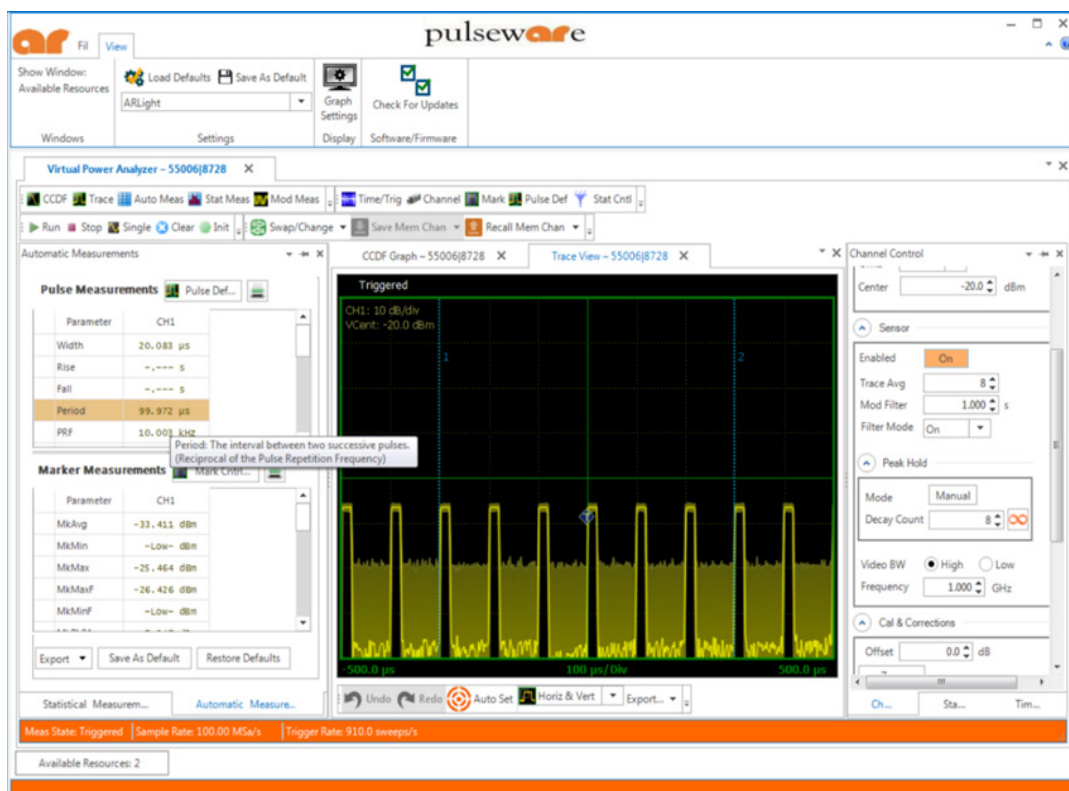 pulseware
ar Fil View
Show Window:
Available Resources
Load Defaults Save As Default
ARLight
Graph
Settings
Check For Updates
Windows Settings Display Software/Firmware
Virtual Power Analyzer – 55006|8728 X
CCDF Trace Auto Meas Stat Meas Mod Meas Time/Trig Channel Mark Pulse Def Stat Cntl
Run Stop Single Clear Init Swap/Change Save Mem Chan Recall Mem Chan
Automatic Measurements
Pulse Measurements Pulse Def...
Parameter CH1
Width 20.083 µs
Rise -.--- s
Fall -.--- s
Period 99.972 µs
PRF 10.003 kHz
Period: The interval between two successive pulses.
(Reciprocal of the Pulse Repetition Frequency)
Marker Measurements Mark Cntrl...
Parameter CH1
MkAvg -33.411 dBm
MkMin -Low- dBm
MkMax -25.464 dBm
MkMaxF -26.426 dBm
MkMinF -Low- dBm
Export Save As Default Restore Defaults
Statistical Measurem... Automatic Measure...
CCDF Graph – 55006|8728 X Trace View – 55006|8728 X
Triggered
CH1: 10 dB/div
VCent: -20.0 dBm
1 2
T
-500.0 µs 100 µs/Div 500.0 µs
Undo Redo Auto Set Horiz & Vert Export...
Channel Control
Center -20.0 dBm
Sensor
Enabled On
Trace Avg 8
Mod Filter 1.000 s
Filter Mode On
Peak Hold
Mode Manual
Decay Count 8
Video BW High Low
Frequency 1.000 GHz
Cal & Corrections
Offset 0.0 dB
Ch... Sta... Tim...
Meas State: Triggered Sample Rate: 100.00 MSa/s Trigger Rate: 910.0 sweeps/s
Available Resources: 2